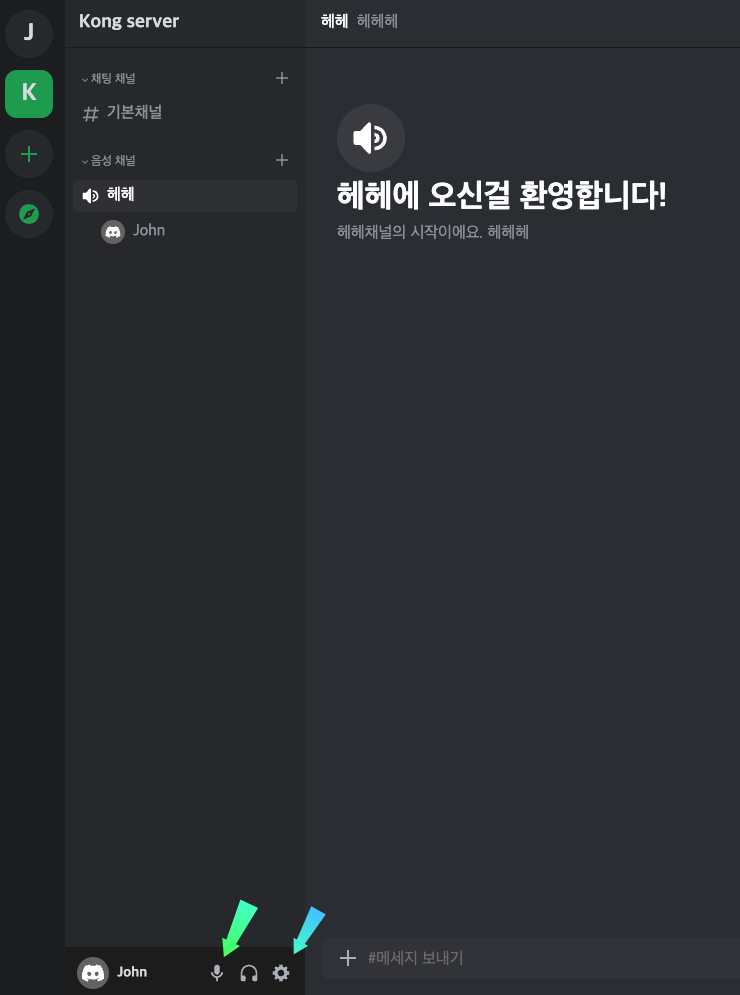 J
Kong server
헤헤 헤헤헤
채팅 채널
K
# 기본채널
음성 채널
헤헤
John
헤헤에 오신걸 환영합니다!
헤헤채널의 시작이에요. 헤헤헤
John
#메세지 보내기